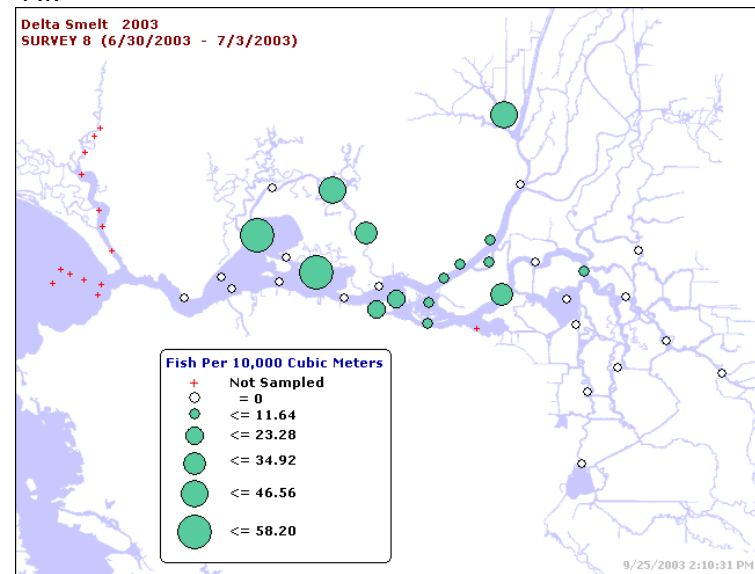 Delta Smelt 2003
SURVEY 8 (6/30/2003 - 7/3/2003)
Fish Per 10,000 Cubic Meters
+ Not Sampled
= 0
<= 11.64
<= 23.28
<= 34.92
<= 46.56
<= 58.20
9/25/2003 2:10:31 PM